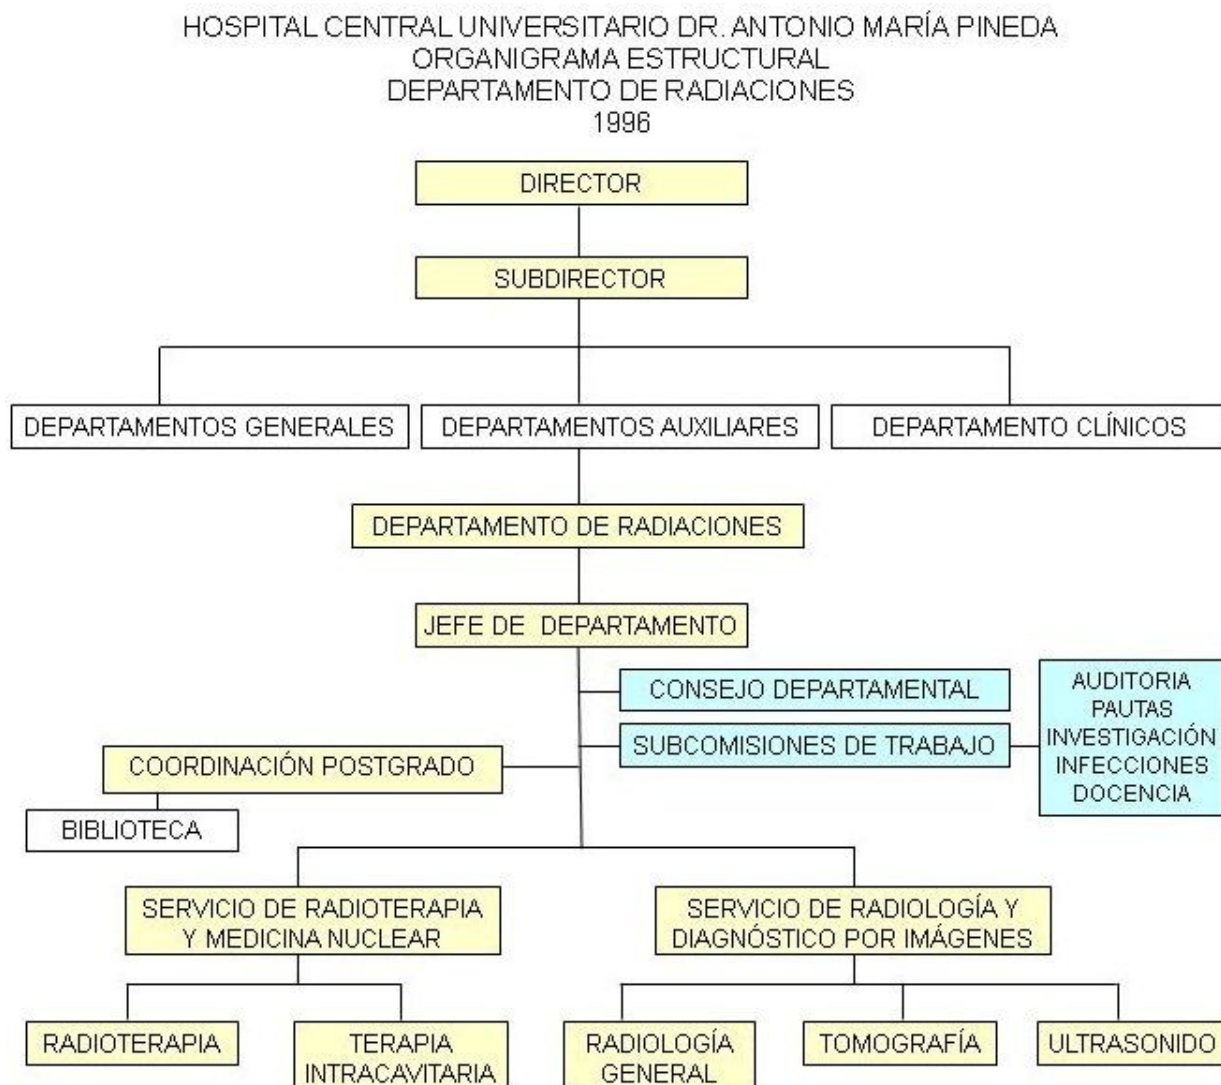 HOSPITAL CENTRAL UNIVERSITARIO DR. ANTONIO MARÍA PINEDA
ORGANIGRAMA ESTRUCTURAL
DEPARTAMENTO DE RADIACIONES
1996
DIRECTOR
SUBDIRECTOR
DEPARTAMENTOS GENERALES
DEPARTAMENTOS AUXILIARES
DEPARTAMENTO CLÍNICOS
DEPARTAMENTO DE RADIACIONES
JEFE DE DEPARTAMENTO
CONSEJO DEPARTAMENTAL
SUBCOMISIONES DE TRABAJO
AUDITORIA
PAUTAS
INVESTIGACIÓN
INFECCIONES
DOCENCIA
COORDINACIÓN POSTGRADO
BIBLIOTECA
SERVICIO DE RADIOTERAPIA
Y MEDICINA NUCLEAR
SERVICIO DE RADIOLOGÍA Y
DIAGNÓSTICO POR IMÁGENES
RADIOTERAPIA
TERAPIA
INTRACAVITARIA
RADIOLOGÍA
GENERAL
TOMOGRAFÍA
ULTRASONIDO